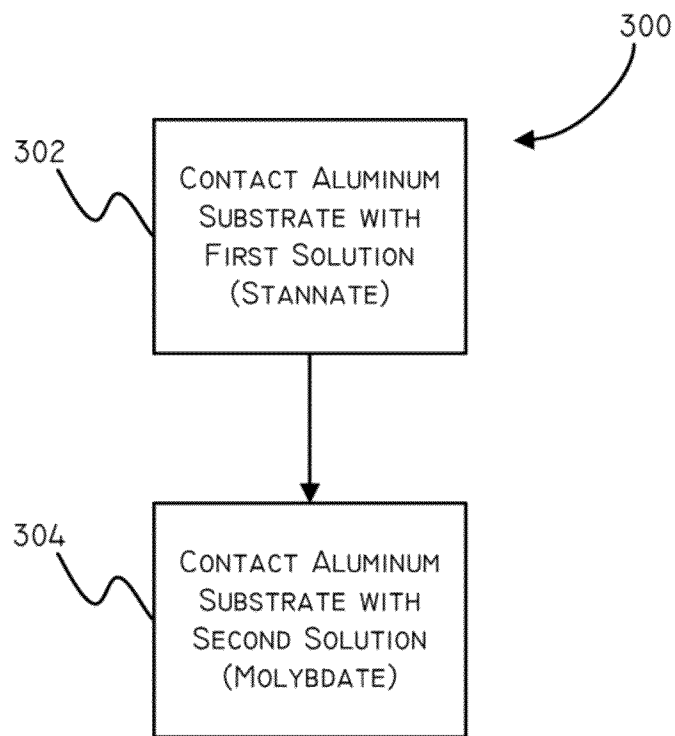 300
302
CONTACT ALUMINUM
SUBSTRATE WITH
FIRST SOLUTION
(STANNATE)
304
CONTACT ALUMINUM
SUBSTRATE WITH
SECOND SOLUTION
(MOLYBDATE)